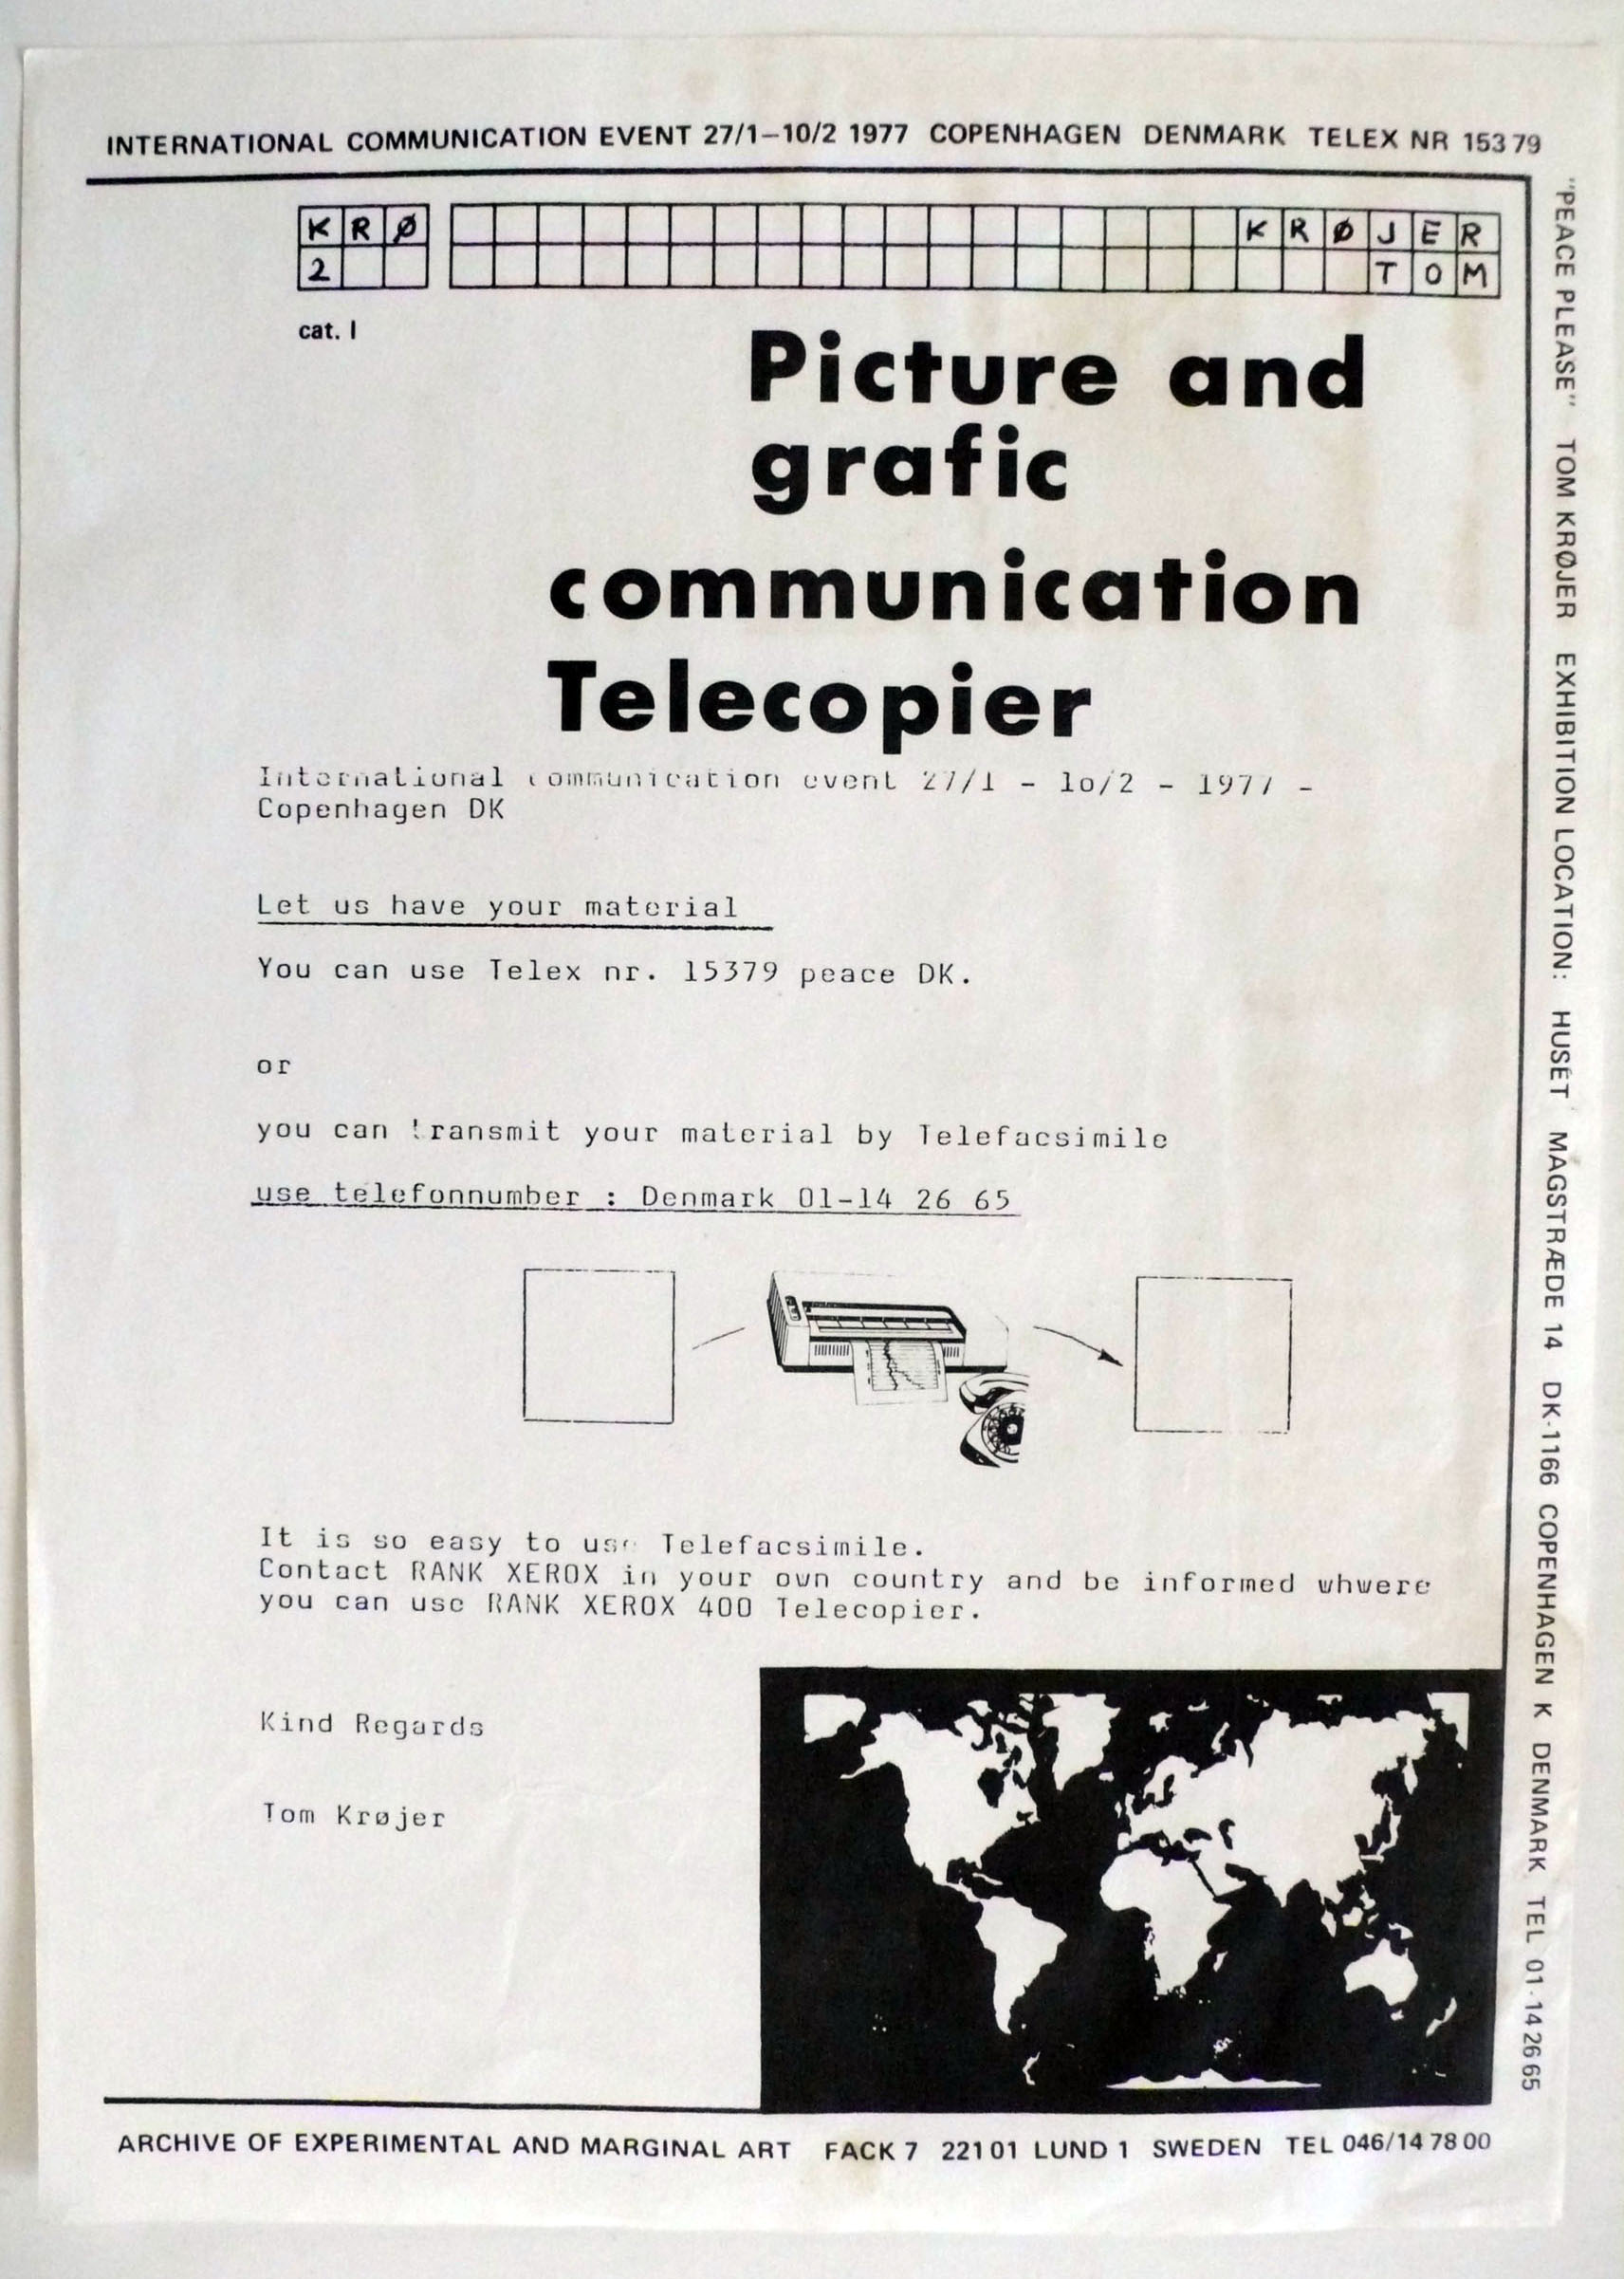 INTERNATIONAL COMMUNICATION EVENT 27/1–10/2 1977 COPENHAGEN DENMARK TELEX NR 153 79
KRØ
2
KRØJER
TOM
cat. I
Picture and
grafic
communication
Telecopier
International communication event 27/1 - 1o/2 - 1977 -
Copenhagen DK
Let us have your material
You can use Telex nr. 15379 peace DK.
or
you can transmit your material by Telefacsimile
use telefonnumber : Denmark 01-14 26 65
It is so easy to use Telefacsimile.
Contact RANK XEROX in your own country and be informed whwere
you can use RANK XEROX 400 Telecopier.
Kind Regards
Tom Krøjer
"PEACE PLEASE" TOM KRØJER EXHIBITION LOCATION: HUSET MAGSTRÆDE 14 DK-1166 COPENHAGEN K DENMARK TEL 01-14 26 65
ARCHIVE OF EXPERIMENTAL AND MARGINAL ART FACK 7 221 01 LUND 1 SWEDEN TEL 046/14 78 00